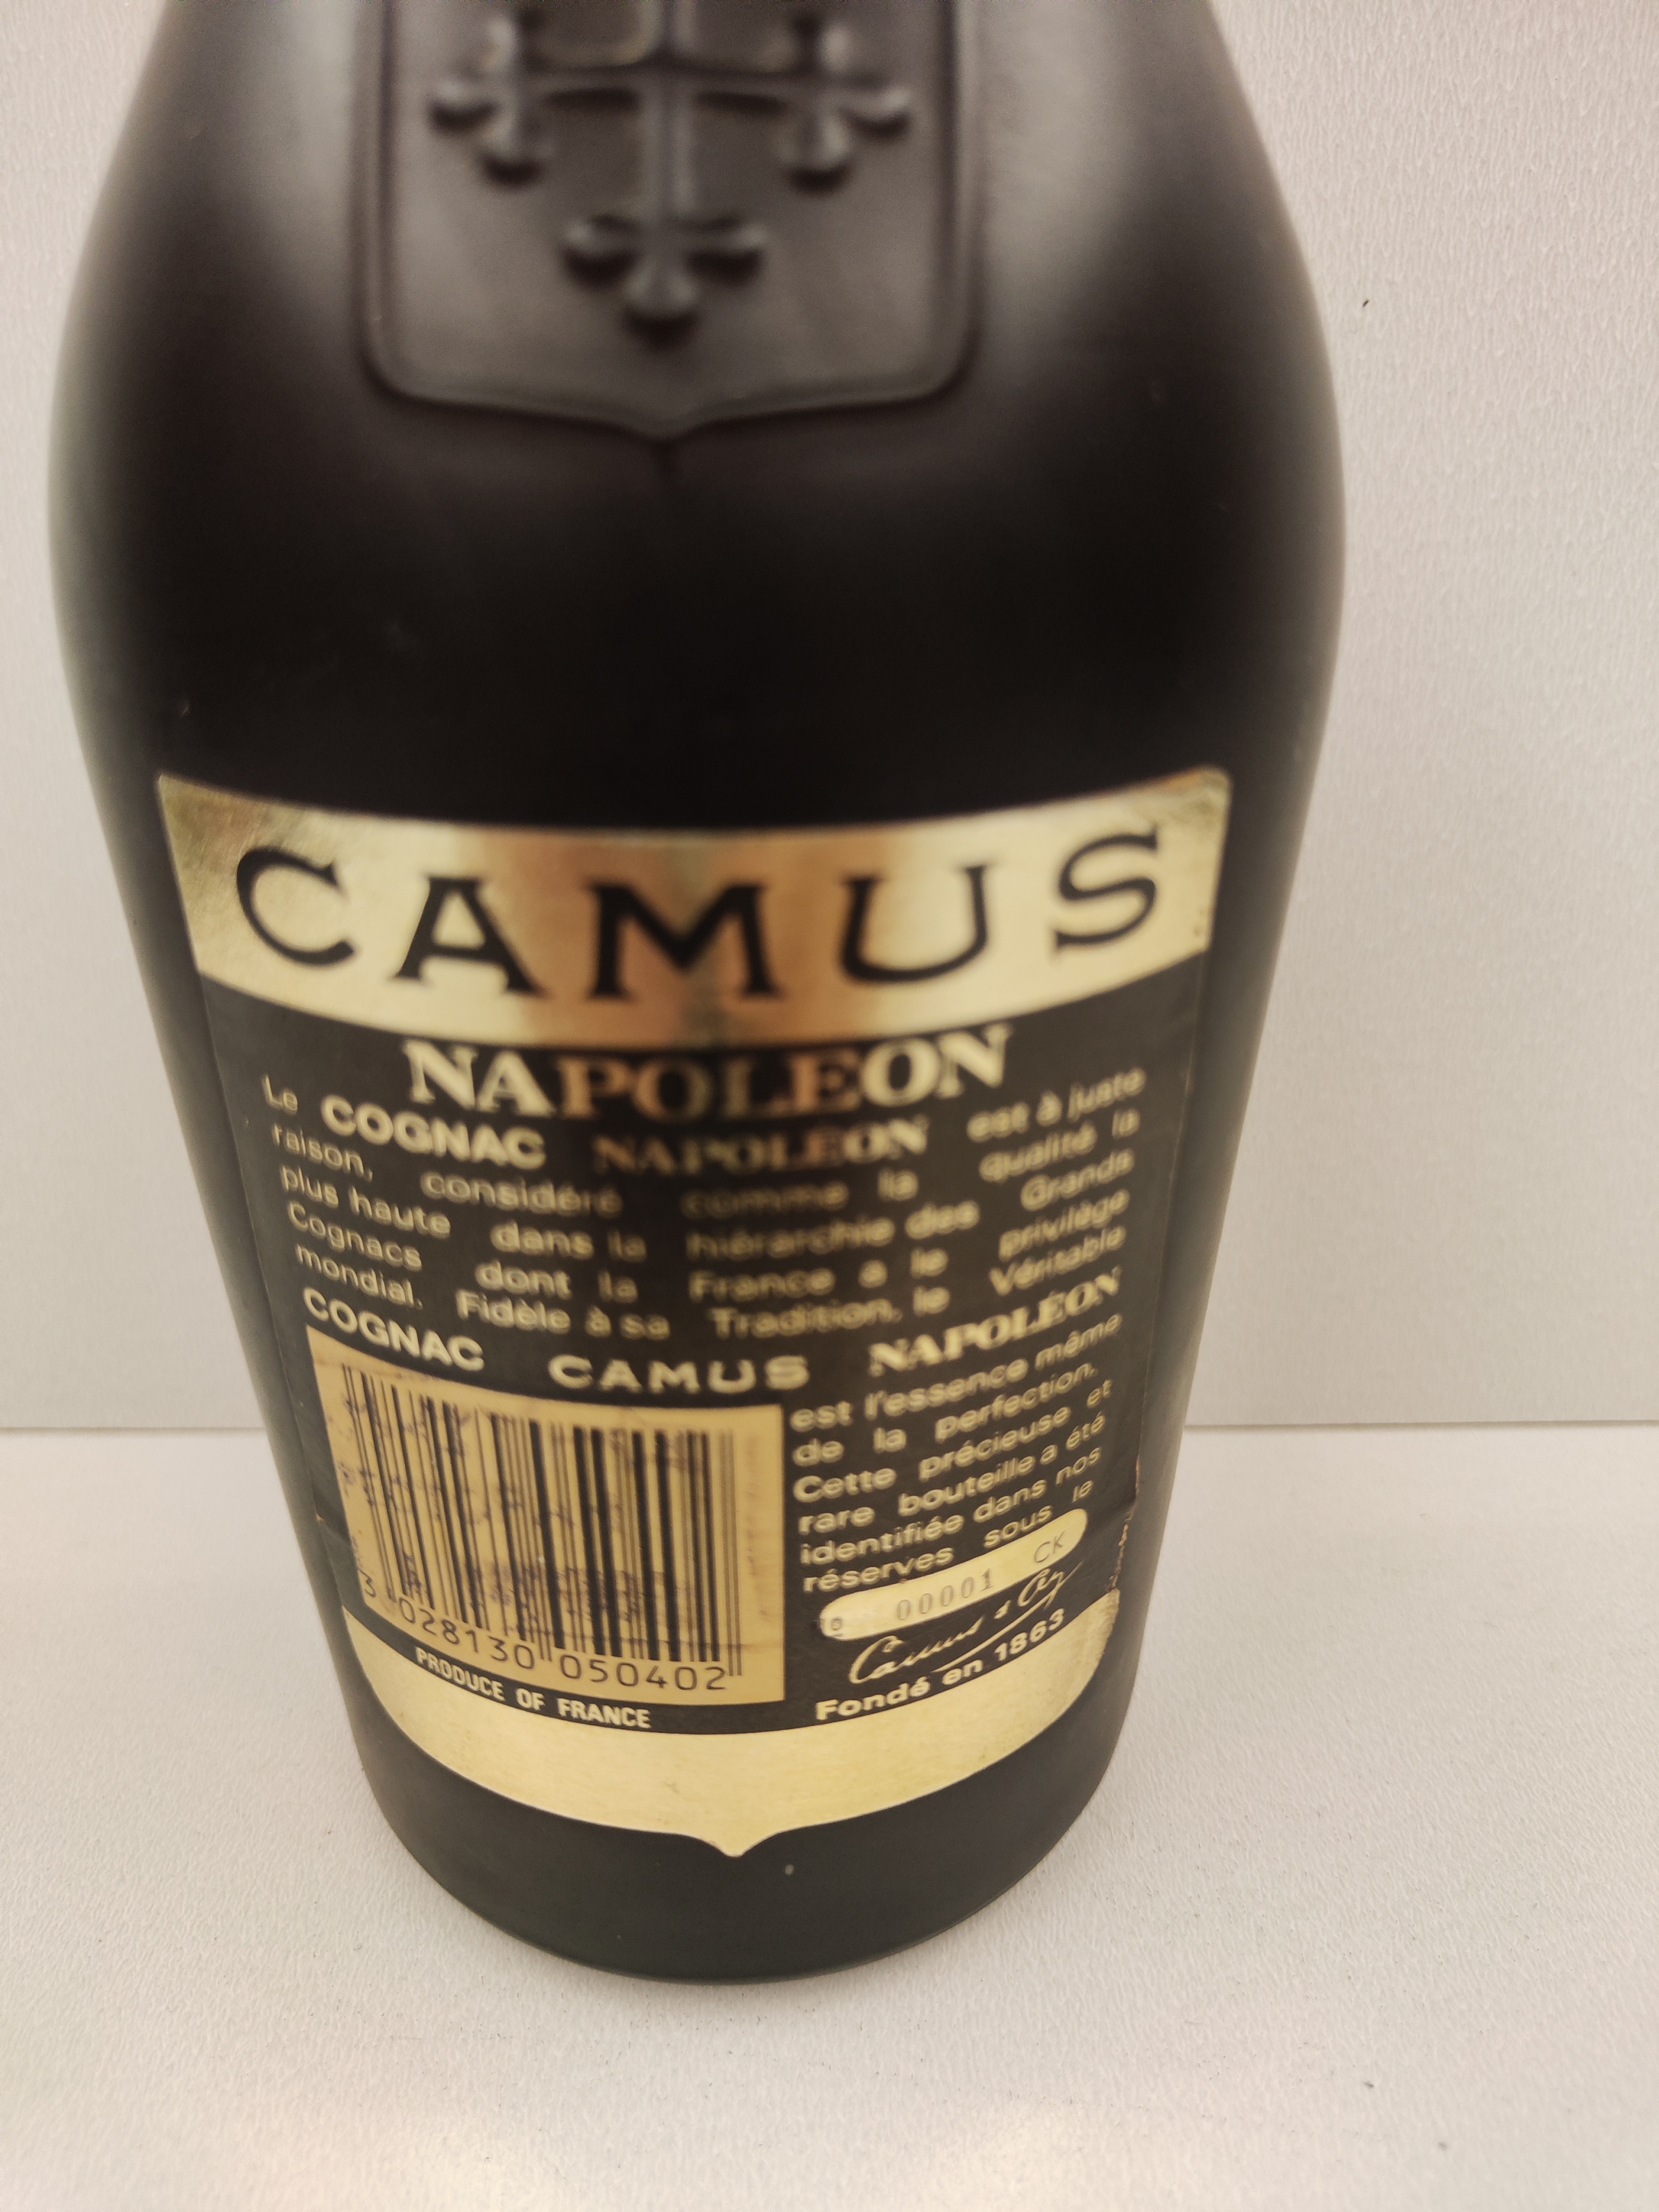 CAMUS
NAPOLEON
Le COGNAC NAPOLÉON est à juste
raison, considéré comme la qualité la
plus haute dans la hiérarchie des Grands
Cognacs dont la France a le privilège
mondial. Fidèle à sa Tradition, le Véritable
COGNAC CAMUS NAPOLÉON
est l'essence même
de la perfection.
Cette précieuse et
rare bouteille a été
identifiée dans nos
réserves sous le
00001 CK
Camus
Fondé en 1863
3 028130 050402
PRODUCE OF FRANCE